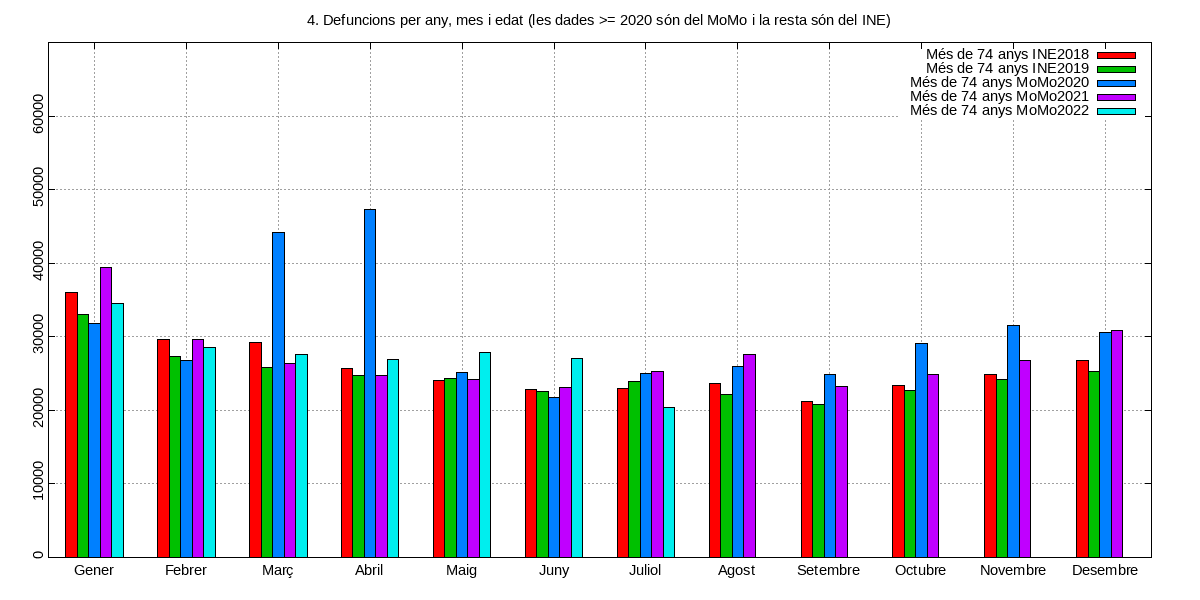 4. Defuncions per any, mes i edat (les dades >= 2020 són del MoMo i la resta són del INE)
Més de 74 anys INE2018
Més de 74 anys INE2019
Més de 74 anys MoMo2020
Més de 74 anys MoMo2021
Més de 74 anys MoMo2022
60000
50000
40000
30000
20000
10000
0
Gener Febrer Març Abril Maig Juny Juliol Agost Setembre Octubre Novembre Desembre